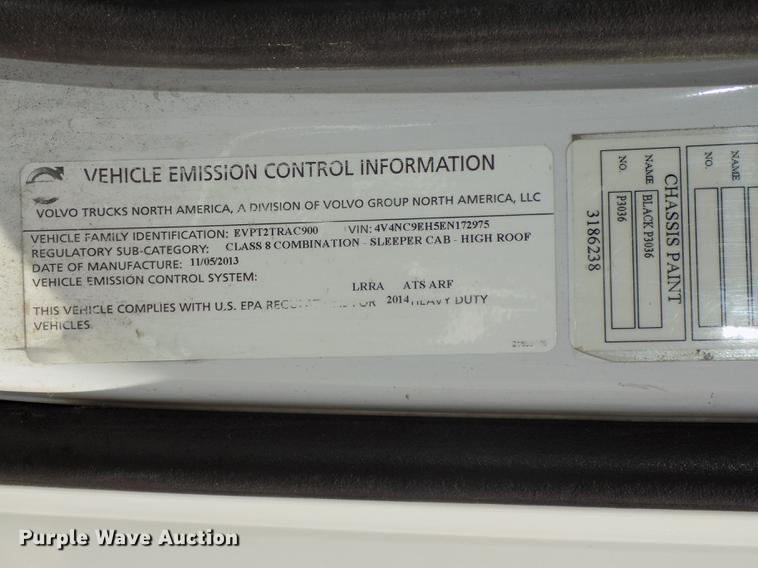 VEHICLE EMISSION CONTROL INFORMATION
VOLVO TRUCKS NORTH AMERICA, A DIVISION OF VOLVO GROUP NORTH AMERICA, LLC
VEHICLE FAMILY IDENTIFICATION: EVPT2TRAC900 VIN: 4V4NC9EH5EN172975
REGULATORY SUB-CATEGORY: CLASS 8 COMBINATION - SLEEPER CAB - HIGH ROOF
DATE OF MANUFACTURE: 11/05/2013
VEHICLE EMISSION CONTROL SYSTEM: LRRA ATS ARF
THIS VEHICLE COMPLIES WITH U.S. EPA FOR 2014 HEAVY DUTY
VEHICLES.
CHASSIS PAINT
NAME BLACK P3036
NO. P3036
NAME
NO.
3186238
Purple Wave Auction